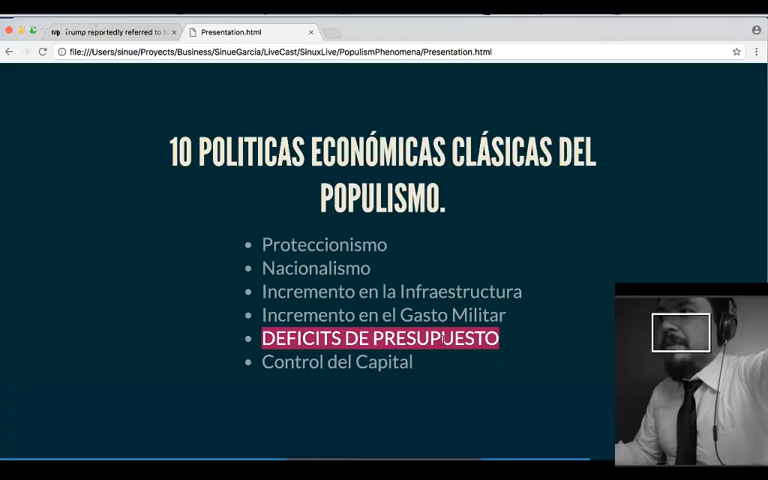 Trump reportedly referred to
Presentation.html
file:///Users/sinue/Proyects/Business/SinueGarcia/LiveCast/SinuxLive/PopulismPhenomena/Presentation.html
10 POLITICAS ECONÓMICAS CLÁSICAS DEL
POPULISMO.
Proteccionismo
Nacionalismo
Incremento en la Infraestructura
Incremento en el Gasto Militar
DEFICITS DE PRESUPUESTO
Control del Capital